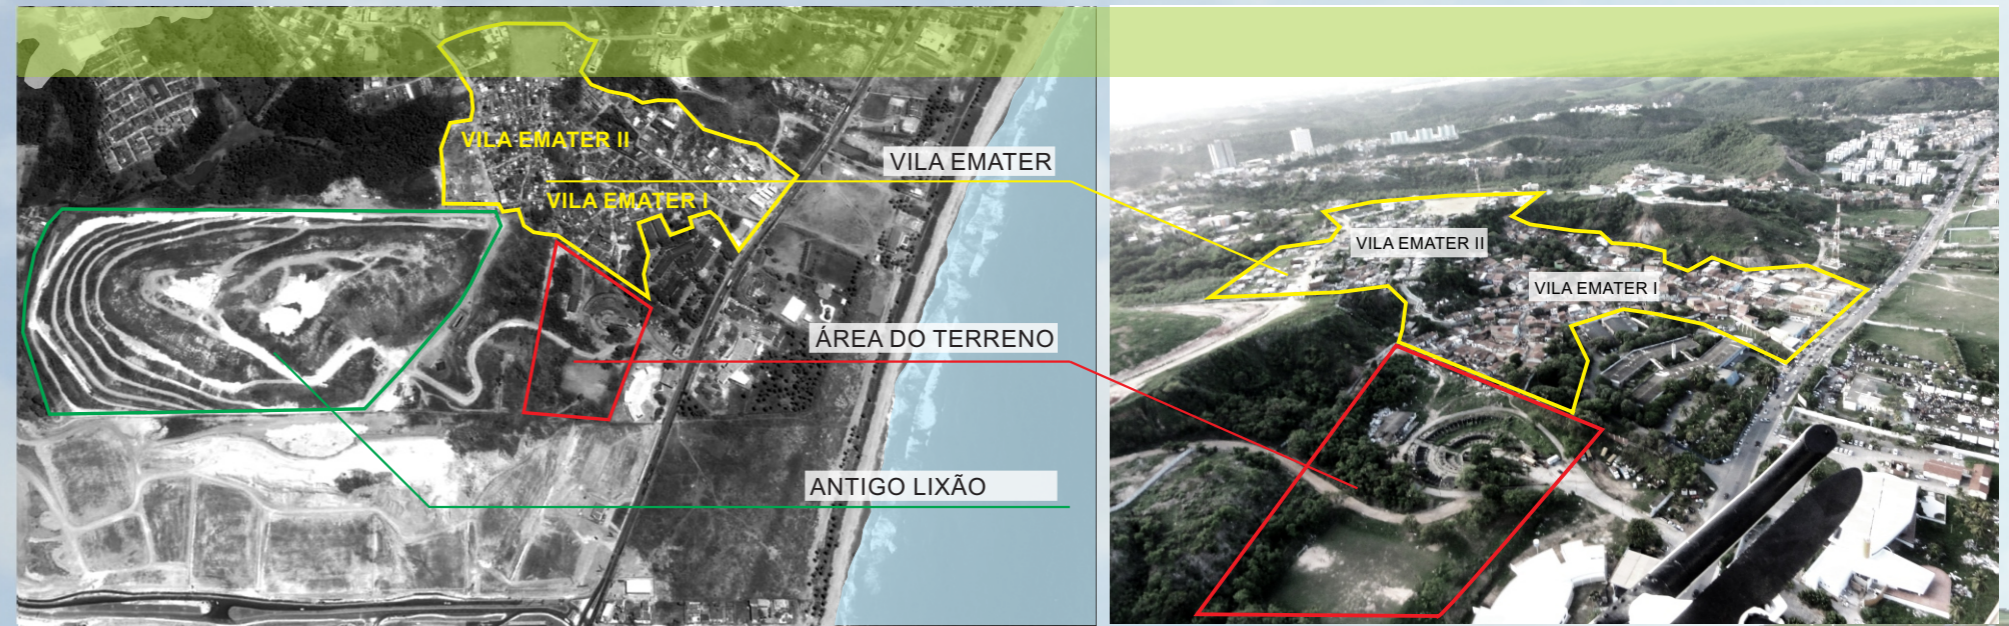 VILA EMATER II
VILA EMATER I
VILA EMATER
ÁREA DO TERRENO
ANTIGO LIXÃO
VILA EMATER II
VILA EMATER I